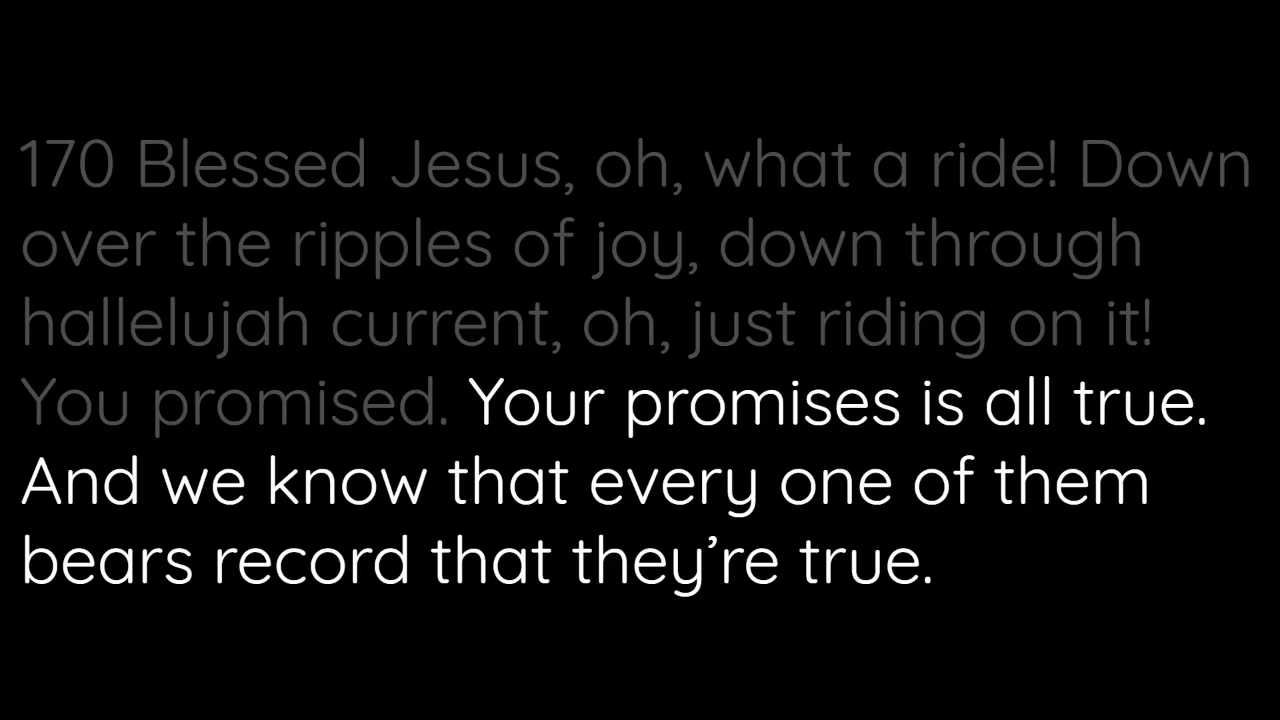 170 Blessed Jesus, oh, what a ride! Down
over the ripples of joy, down through
hallelujah current, oh, just riding on it!
You promised. Your promises is all true.
And we know that every one of them
bears record that they’re true.